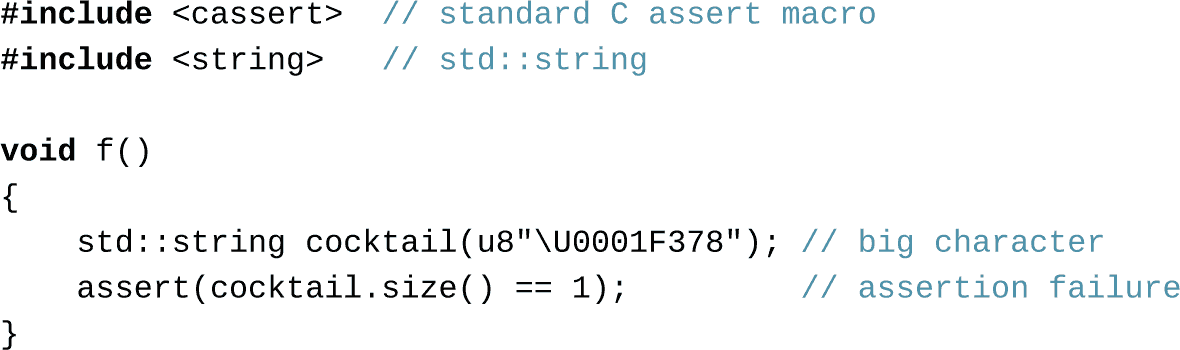 #include <cassert>  // standard C assert macro
#include <string>   // std::string
void f()
{
    std::string cocktail(u8"\U0001F378"); // big character
    assert(cocktail.size() == 1);         // assertion failure
}